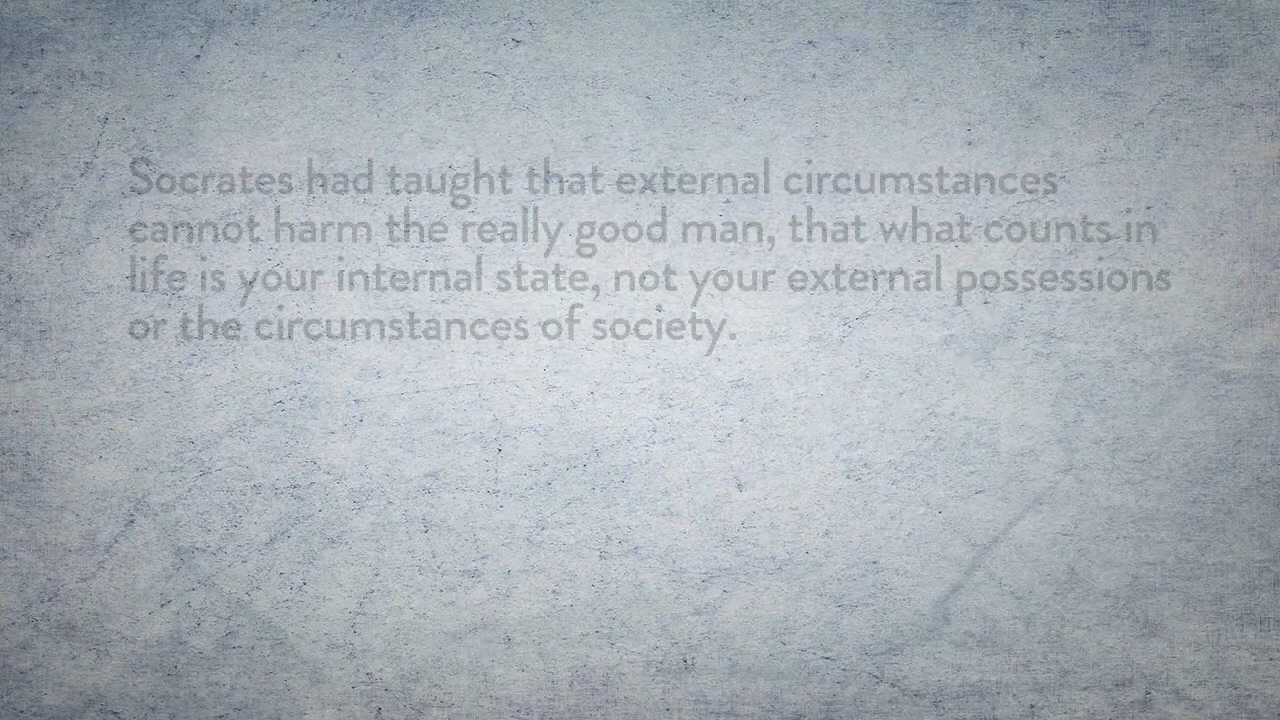 Socrates had taught that external circumstances
cannot harm the really good man, that what counts in
life is your internal state, not your external possessions
or the circumstances of society.